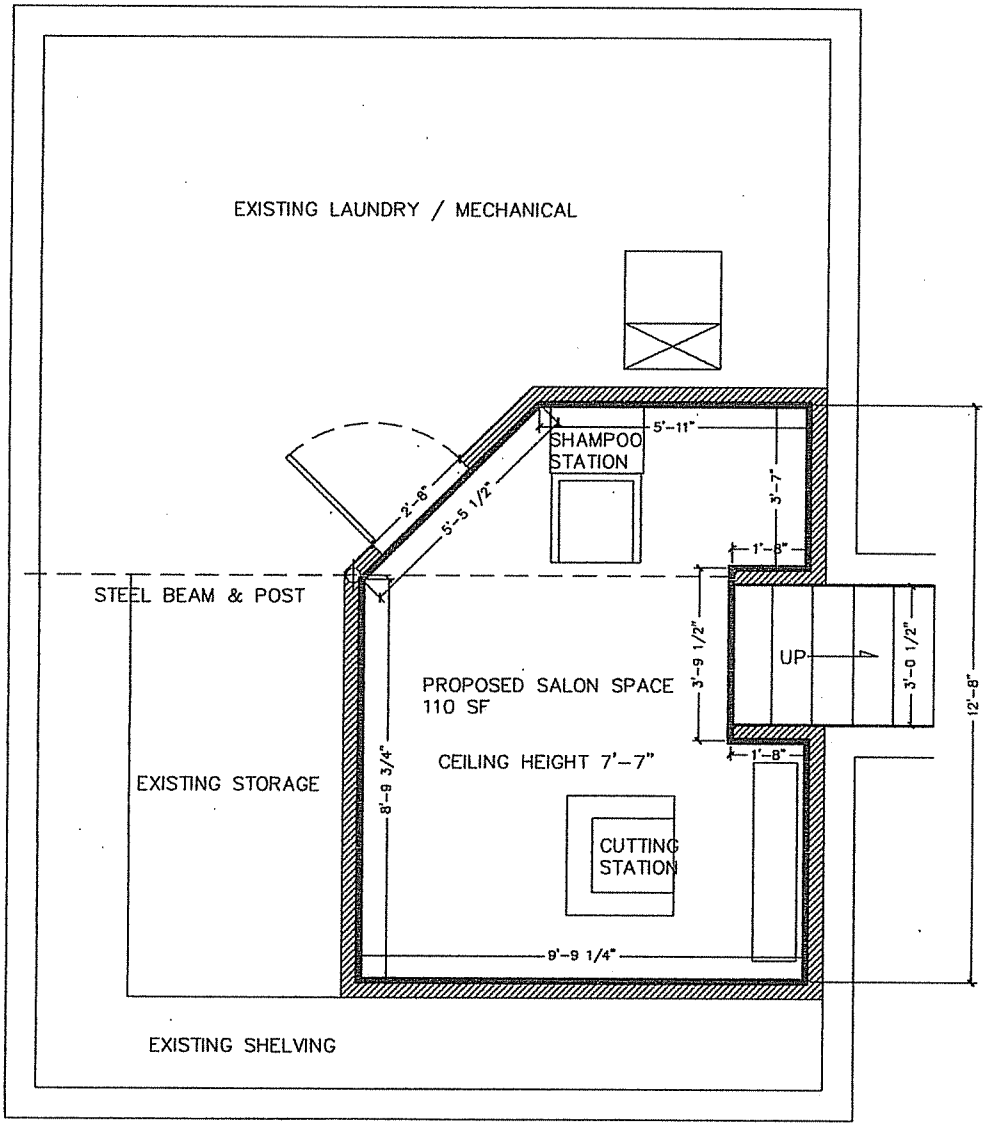 EXISTING LAUNDRY / MECHANICAL
5'-11"
SHAMPOO
STATION
2'-8"
5'-5 1/2"
3'-7"
1'-8"
STEEL BEAM & POST
3'-9 1/2"
UP
3'-0 1/2"
12'-8"
PROPOSED SALON SPACE
110 SF
CEILING HEIGHT 7'-7"
1'-8"
EXISTING STORAGE
8'-9 3/4"
CUTTING
STATION
9'-9 1/4"
EXISTING SHELVING